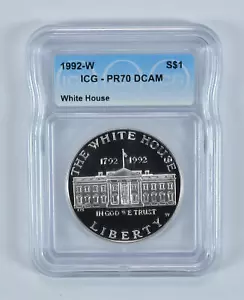 1992-W S$1
ICG - PR70 DCAM
White House
THE WHITE HOUSE
1792 1992
IN GOD WE TRUST
W
LIBERTY